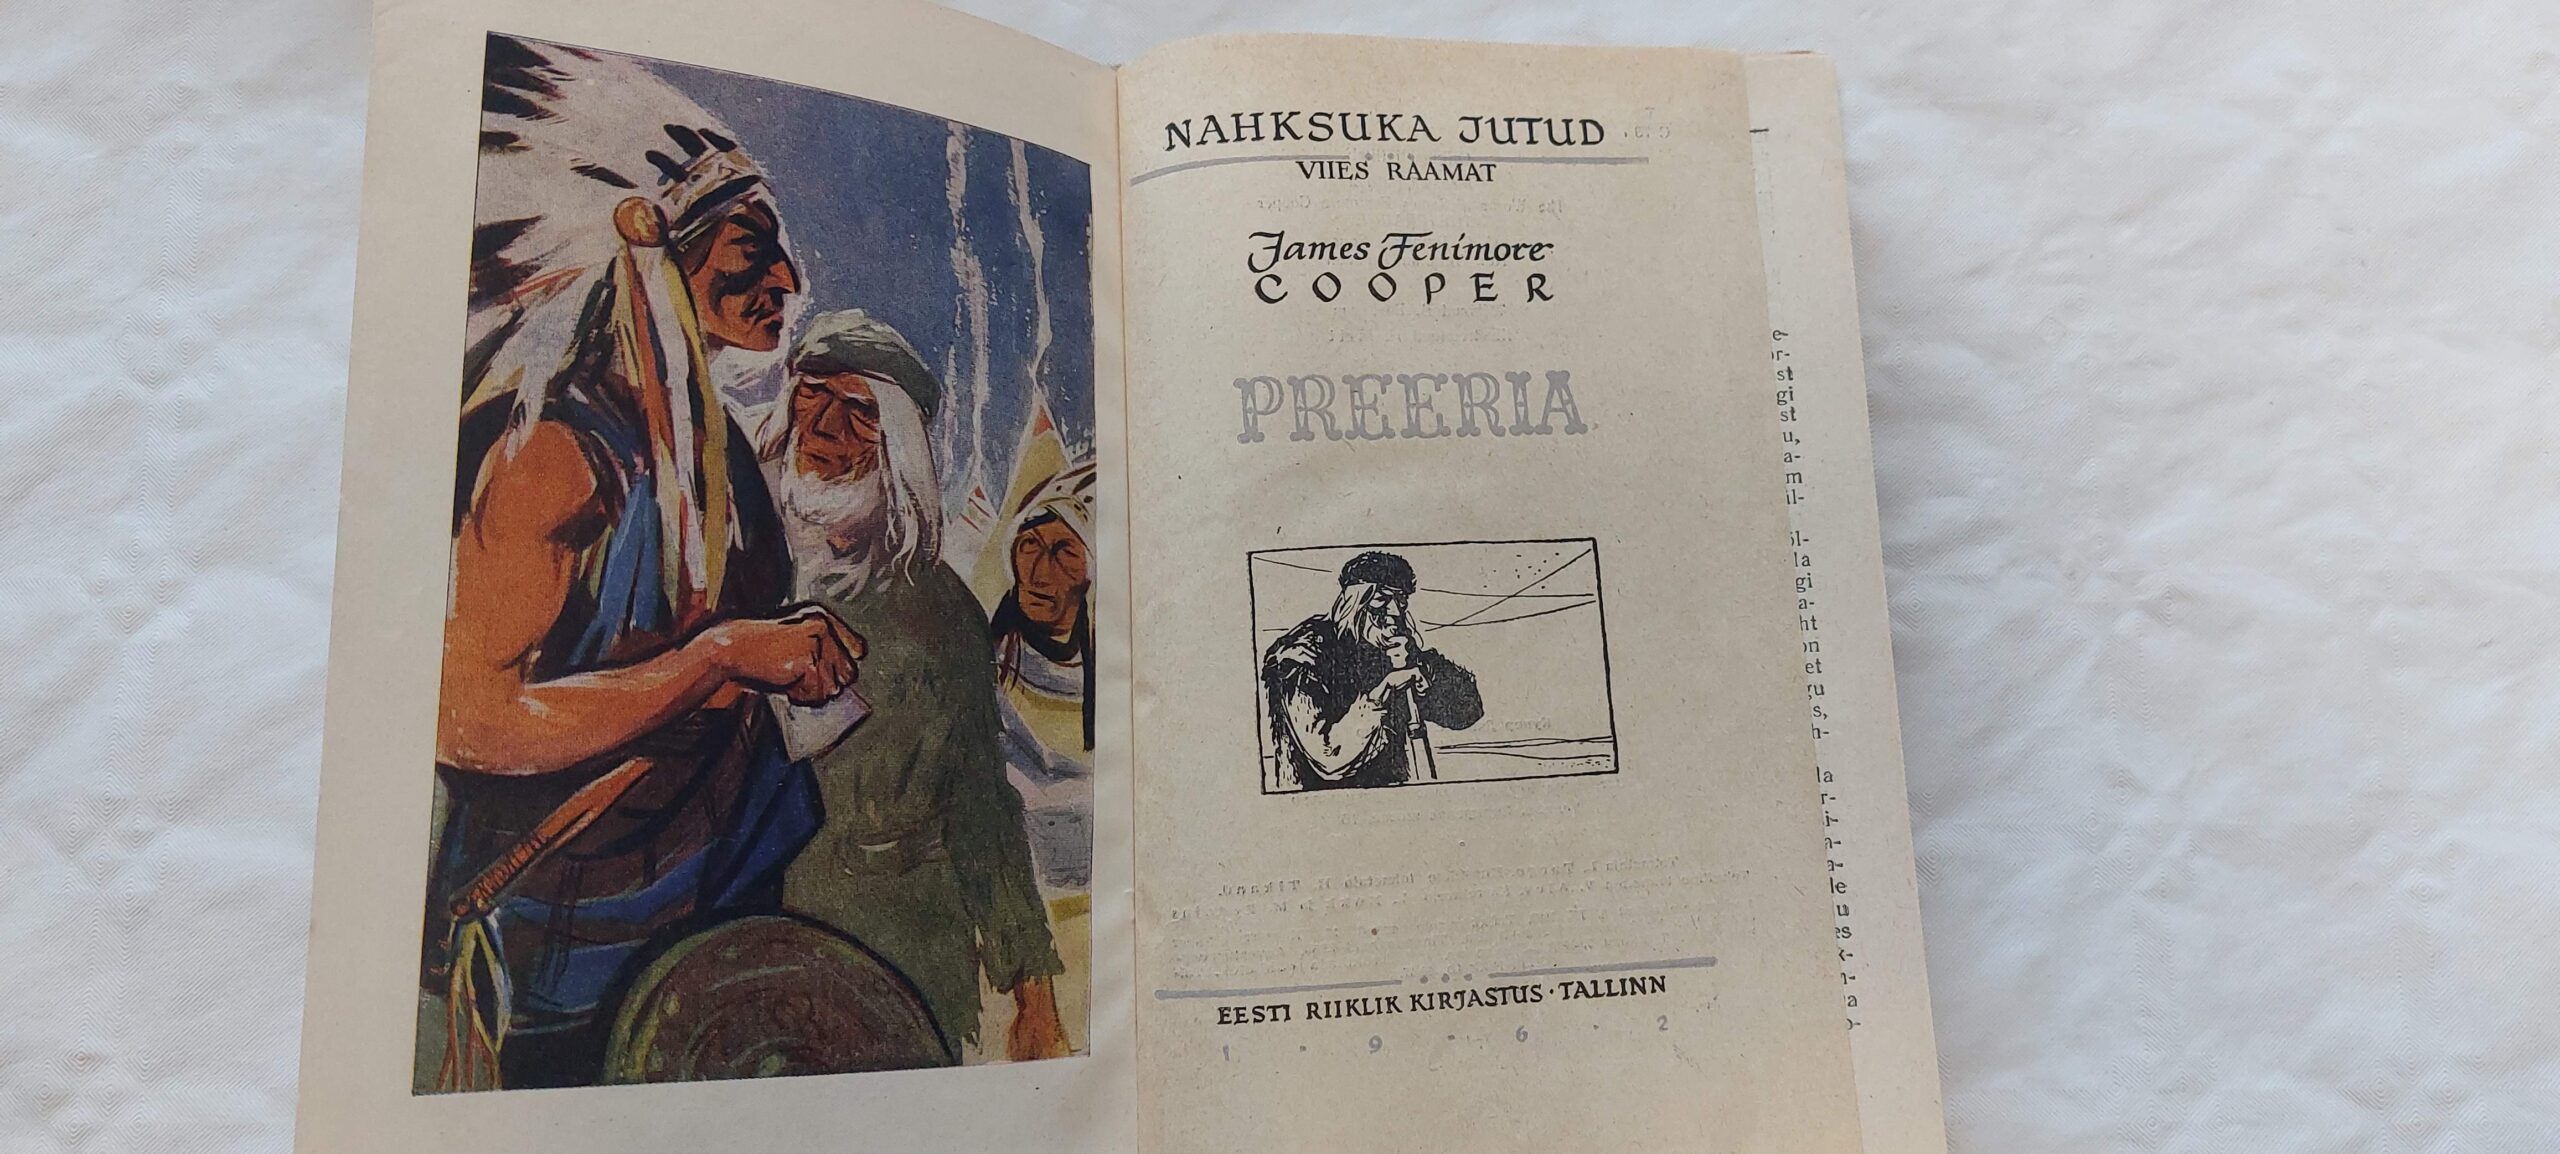 NAHKSUKA JUTUD
VIIES RAAMAT
James Fenimore
COOPER
PREERIA
EESTI RIIKLIK KIRJASTUS · TALLINN
1 · 9 · 6 · 2